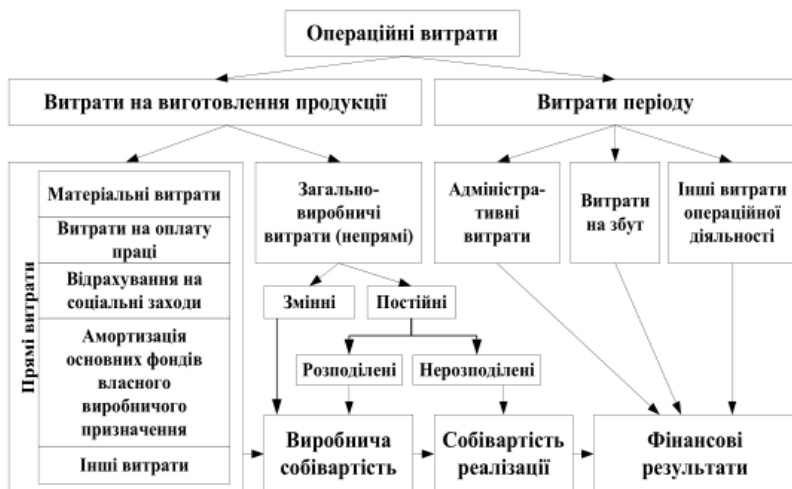 Операційні витрати
Витрати на виготовлення продукції
Витрати періоду
Прямі витрати
Матеріальні витрати
Витрати на оплату
праці
Відрахування на
соціальні заходи
Амортизація
основних фондів
власного
виробничого
призначення
Інші витрати
Загально-
виробничі
витрати (непрямі)
Адміністра-
тивні
витрати
Витрати
на збут
Інші витрати
операційної
діяльності
Змінні
Постійні
Розподілені
Нерозподілені
Виробнича
собівартість
Собівартість
реалізації
Фінансові
результати